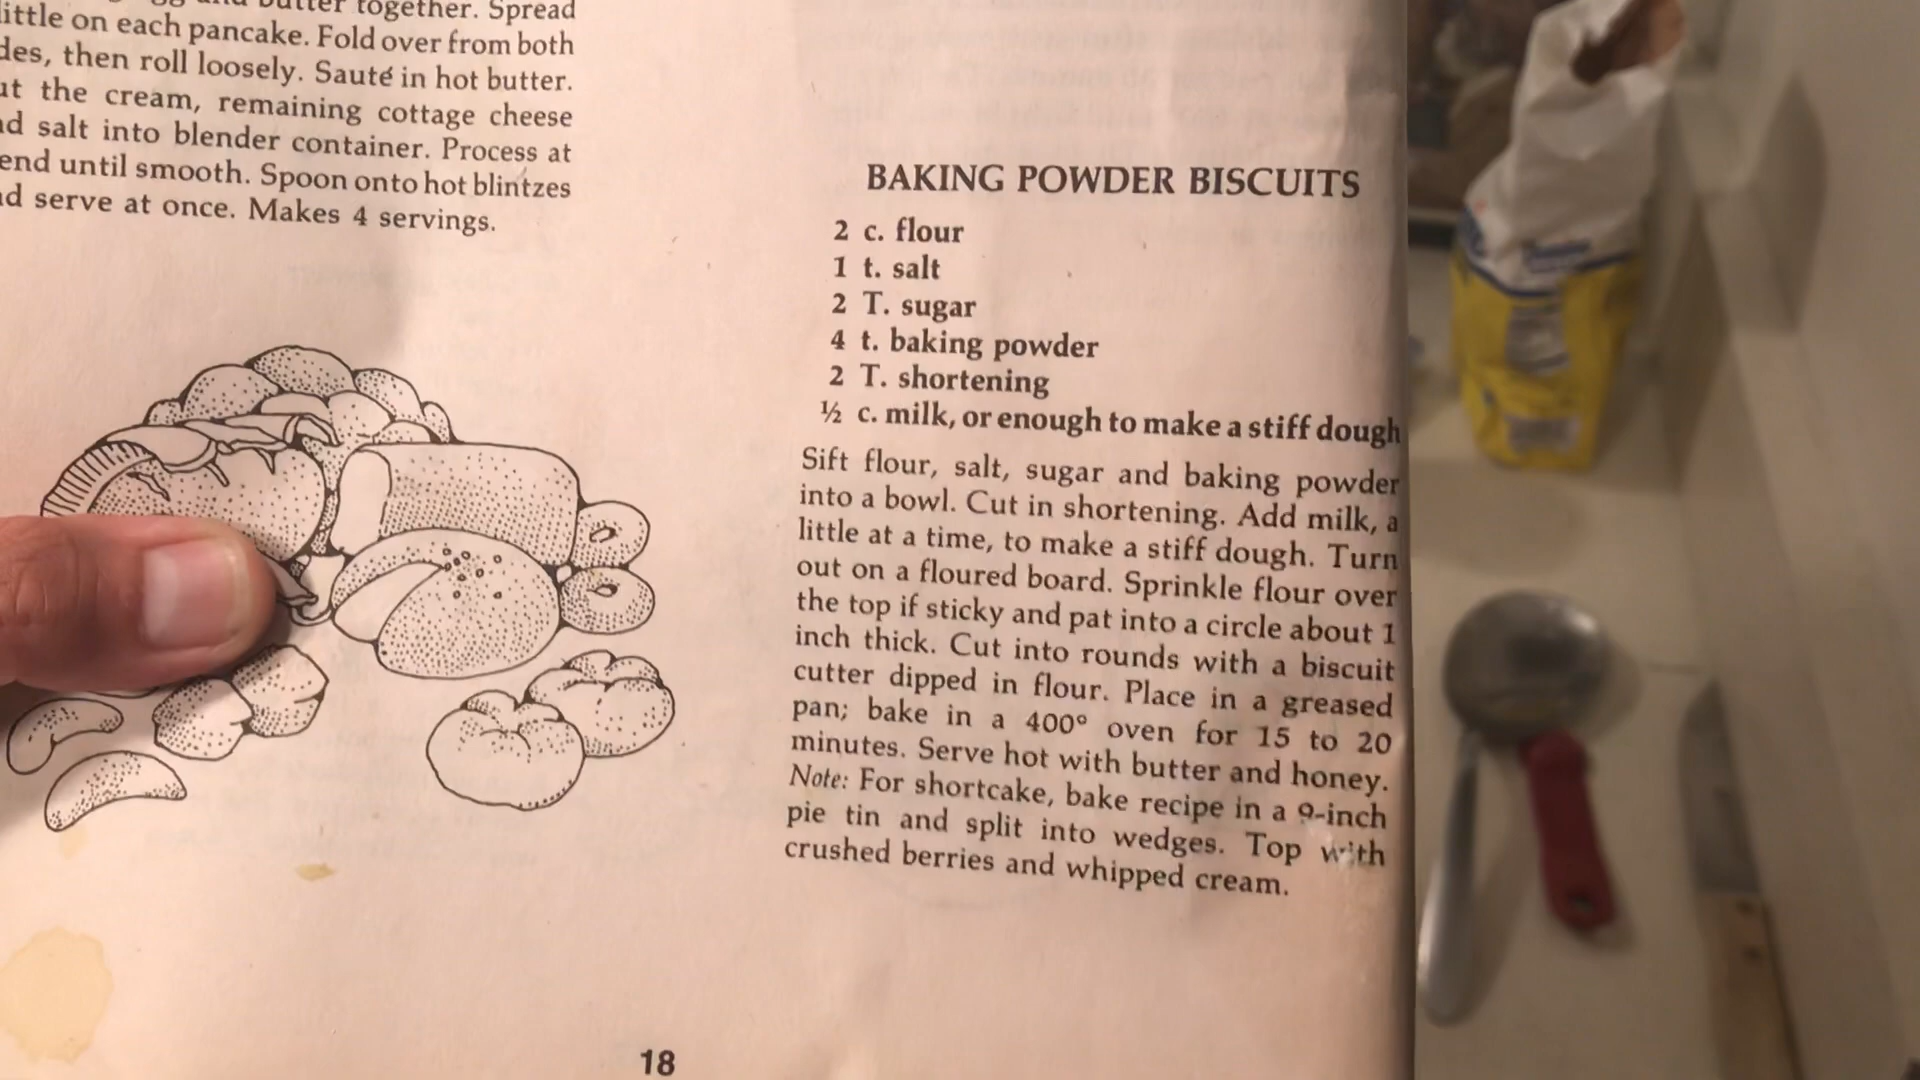 butter together. Spread
little on each pancake. Fold over from both
des, then roll loosely. Sauté in hot butter.
ut the cream, remaining cottage cheese
nd salt into blender container. Process at
end until smooth. Spoon onto hot blintzes
nd serve at once. Makes 4 servings.
BAKING POWDER BISCUITS
2 c. flour
1 t. salt
2 T. sugar
4 t. baking powder
2 T. shortening
½ c. milk, or enough to make a stiff dough
Sift flour, salt, sugar and baking powder
into a bowl. Cut in shortening. Add milk, a
little at a time, to make a stiff dough. Turn
out on a floured board. Sprinkle flour over
the top if sticky and pat into a circle about 1
inch thick. Cut into rounds with a biscuit
cutter dipped in flour. Place in a greased
pan; bake in a 400° oven for 15 to 20
minutes. Serve hot with butter and honey.
Note: For shortcake, bake recipe in a 9-inch
pie tin and split into wedges. Top with
crushed berries and whipped cream.
18